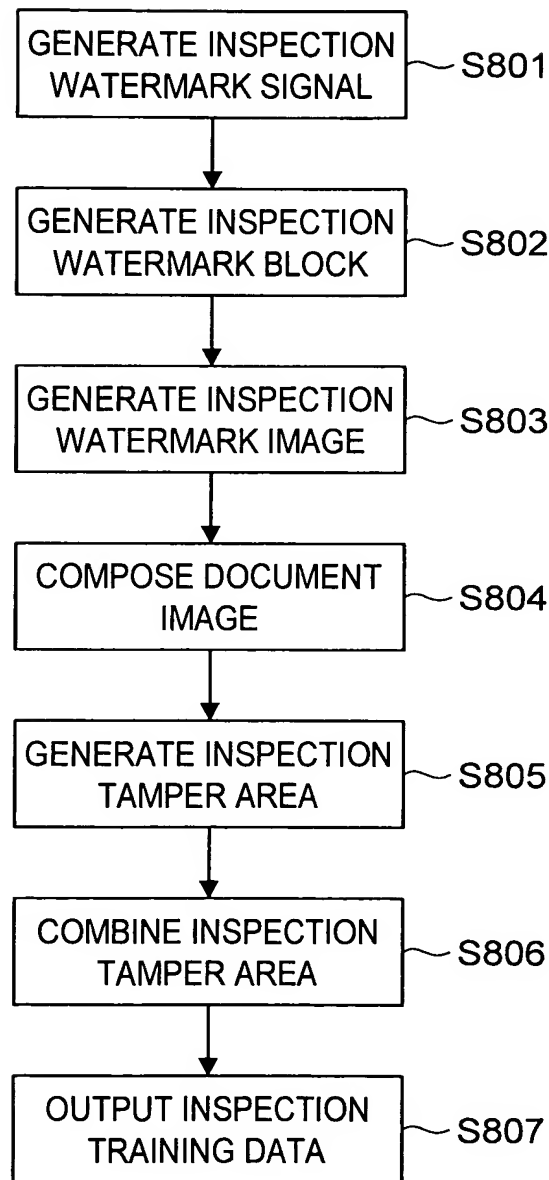 GENERATE INSPECTION
WATERMARK SIGNAL
S801
GENERATE INSPECTION
WATERMARK BLOCK
S802
GENERATE INSPECTION
WATERMARK IMAGE
S803
COMPOSE DOCUMENT
IMAGE
S804
GENERATE INSPECTION
TAMPER AREA
S805
COMBINE INSPECTION
TAMPER AREA
S806
OUTPUT INSPECTION
TRAINING DATA
S807